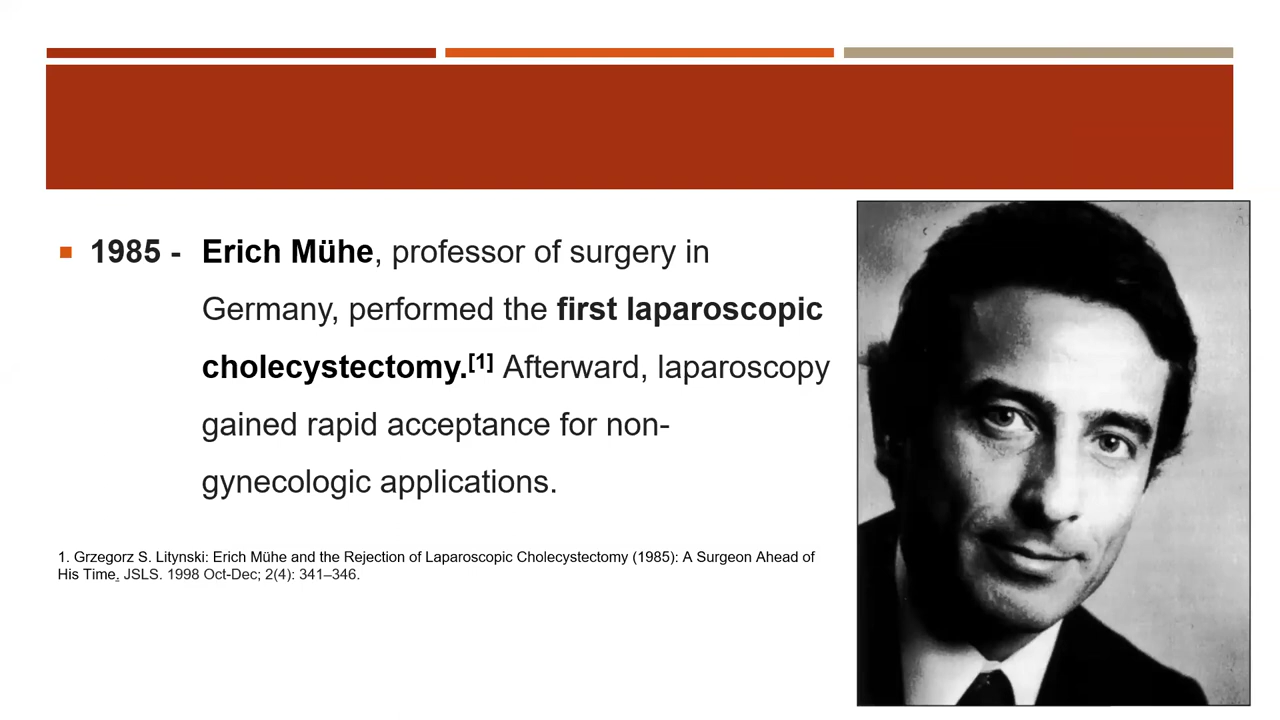 1985 - Erich Mühe, professor of surgery in
Germany, performed the first laparoscopic
cholecystectomy.[1] Afterward, laparoscopy
gained rapid acceptance for non-
gynecologic applications.
1. Grzegorz S. Litynski: Erich Mühe and the Rejection of Laparoscopic Cholecystectomy (1985): A Surgeon Ahead of
His Time. JSLS. 1998 Oct-Dec; 2(4): 341–346.